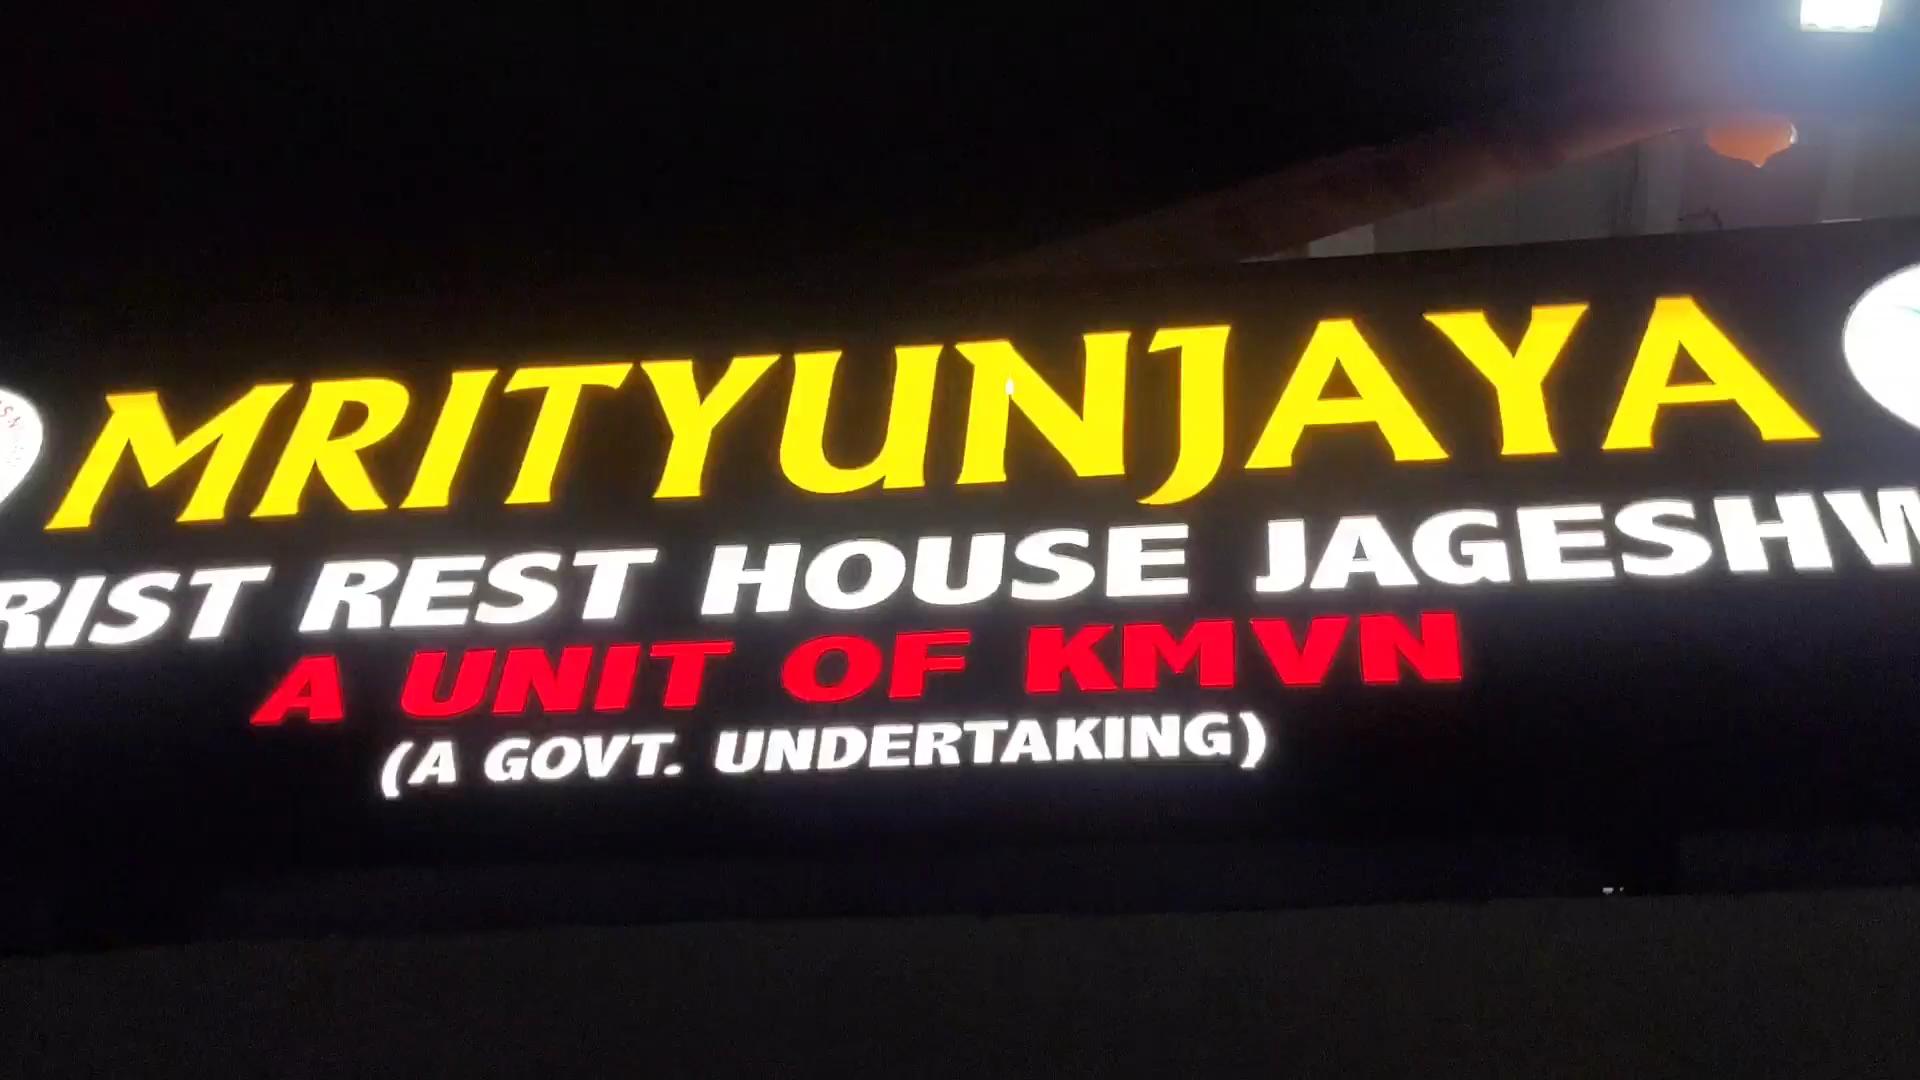 MRITYUNJAYA
RIST REST HOUSE JAGESHW
A UNIT OF KMVN
(A GOVT. UNDERTAKING)